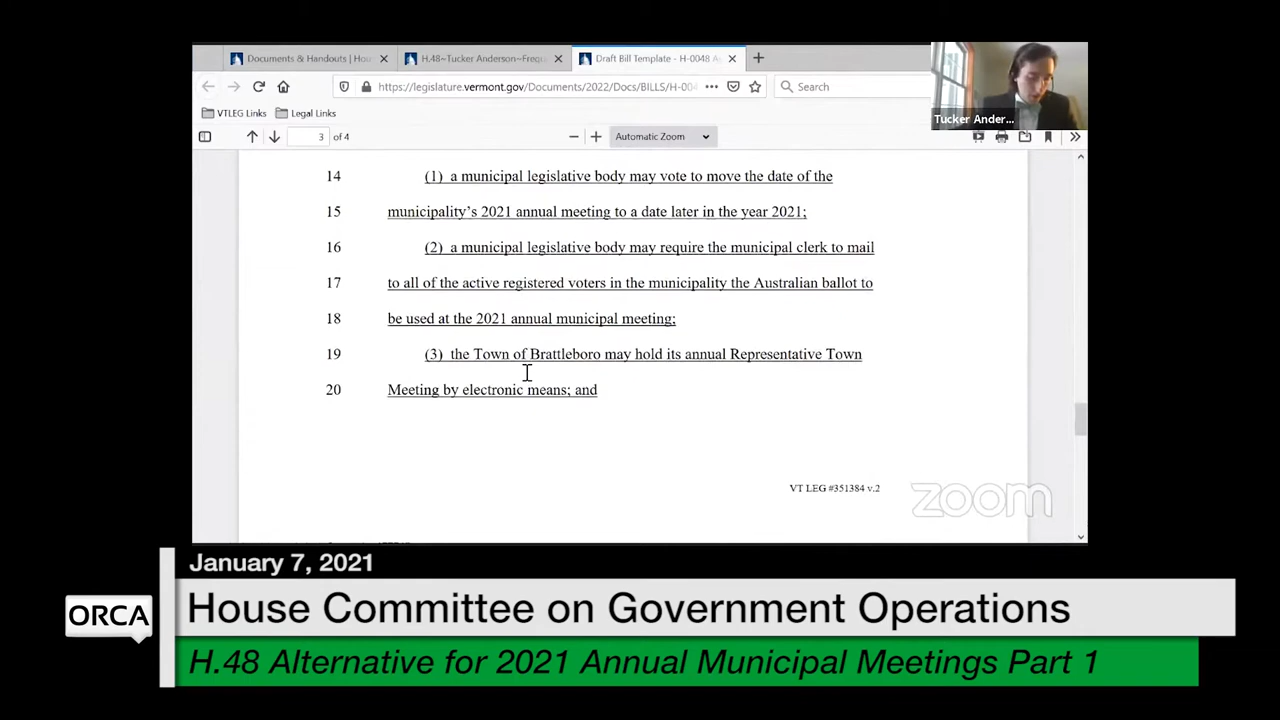 Documents & Handouts | Hou
H.48~Tucker Anderson~Frequ
Draft Bill Template - H-0048 A
https://legislature.vermont.gov/Documents/2022/Docs/BILLS/H-00
Search
VTLEG Links
Legal Links
Tucker Ander...
3 of 4
Automatic Zoom
14 (1) a municipal legislative body may vote to move the date of the
15 municipality's 2021 annual meeting to a date later in the year 2021;
16 (2) a municipal legislative body may require the municipal clerk to mail
17 to all of the active registered voters in the municipality the Australian ballot to
18 be used at the 2021 annual municipal meeting;
19 (3) the Town of Brattleboro may hold its annual Representative Town
20 Meeting by electronic means; and
VT LEG #351384 v.2
zoom
January 7, 2021
ORCA
House Committee on Government Operations
H.48 Alternative for 2021 Annual Municipal Meetings Part 1